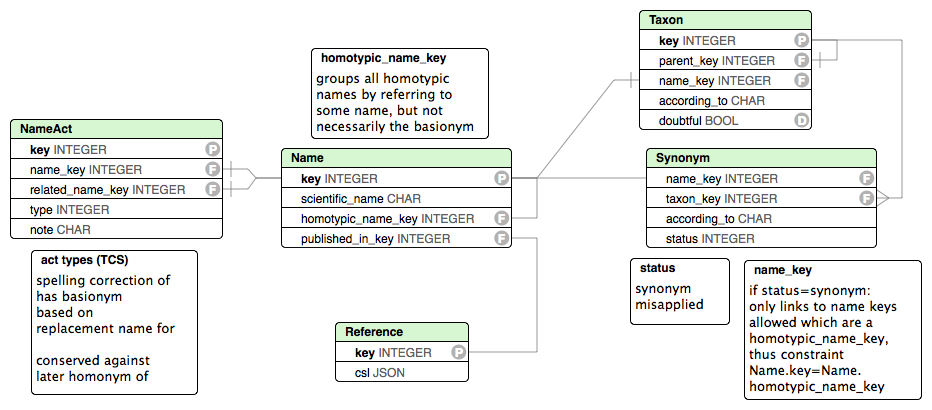 Taxon
key INTEGER P
parent_key INTEGER F
name_key INTEGER F
according_to CHAR
doubtful BOOL D
homotypic_name_key
groups all homotypic
names by referring to
some name, but not
necessarily the basionym
NameAct
key INTEGER P
name_key INTEGER F
related_name_key INTEGER F
type INTEGER
note CHAR
Name
key INTEGER P
scientific_name CHAR
homotypic_name_key INTEGER F
published_in_key INTEGER F
Synonym
name_key INTEGER F
taxon_key INTEGER F
according_to CHAR
status INTEGER
act types (TCS)
spelling correction of
has basionym
based on
replacement name for
conserved against
later homonym of
Reference
key INTEGER P
csl JSON
status
synonym
misapplied
name_key
if status=synonym:
only links to name keys
allowed which are a
homotypic_name_key,
thus constraint
Name.key=Name.
homotypic_name_key